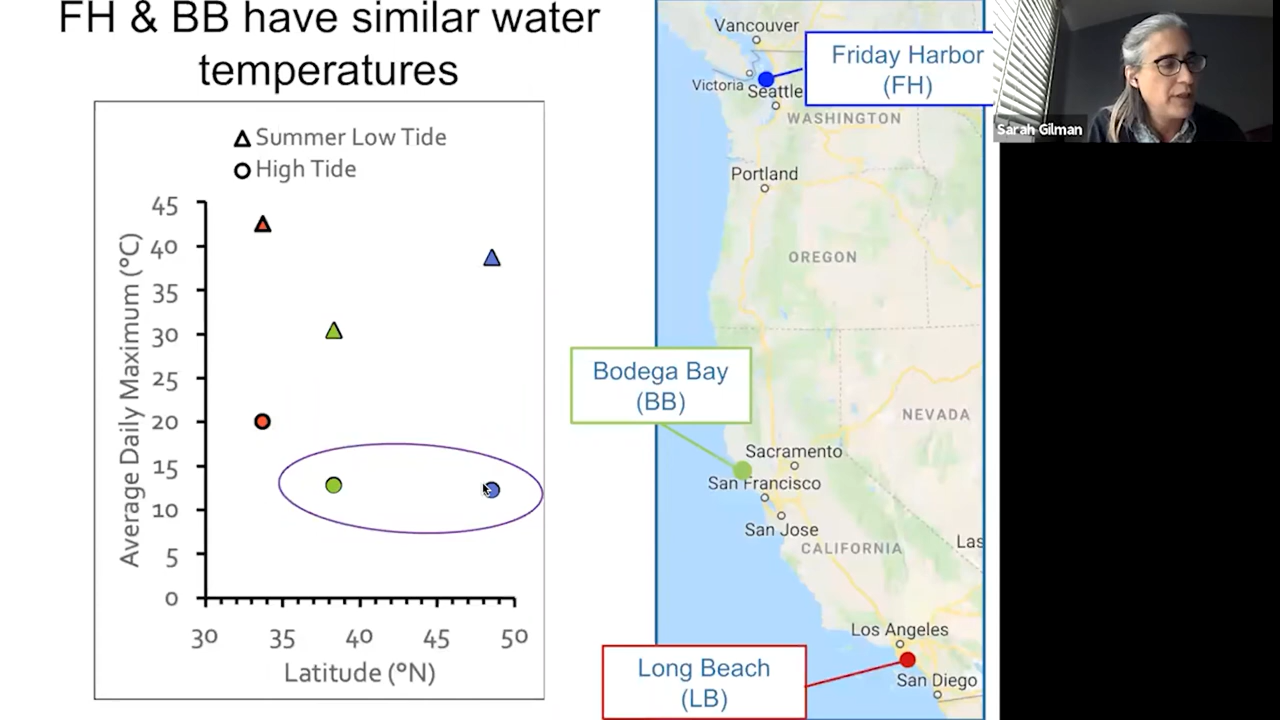 FH & BB have similar water
temperatures
Summer Low Tide
High Tide
Average Daily Maximum (°C)
45
40
35
30
25
20
15
10
5
0
30 35 40 45 50
Latitude (°N)
Vancouver
Friday Harbor
(FH)
Victoria
Seattle
WASHINGTON
Portland
OREGON
Bodega Bay
(BB)
NEVADA
Sacramento
San Francisco
San Jose
CALIFORNIA
Las
Los Angeles
Long Beach
(LB)
San Diego
Sarah Gilman